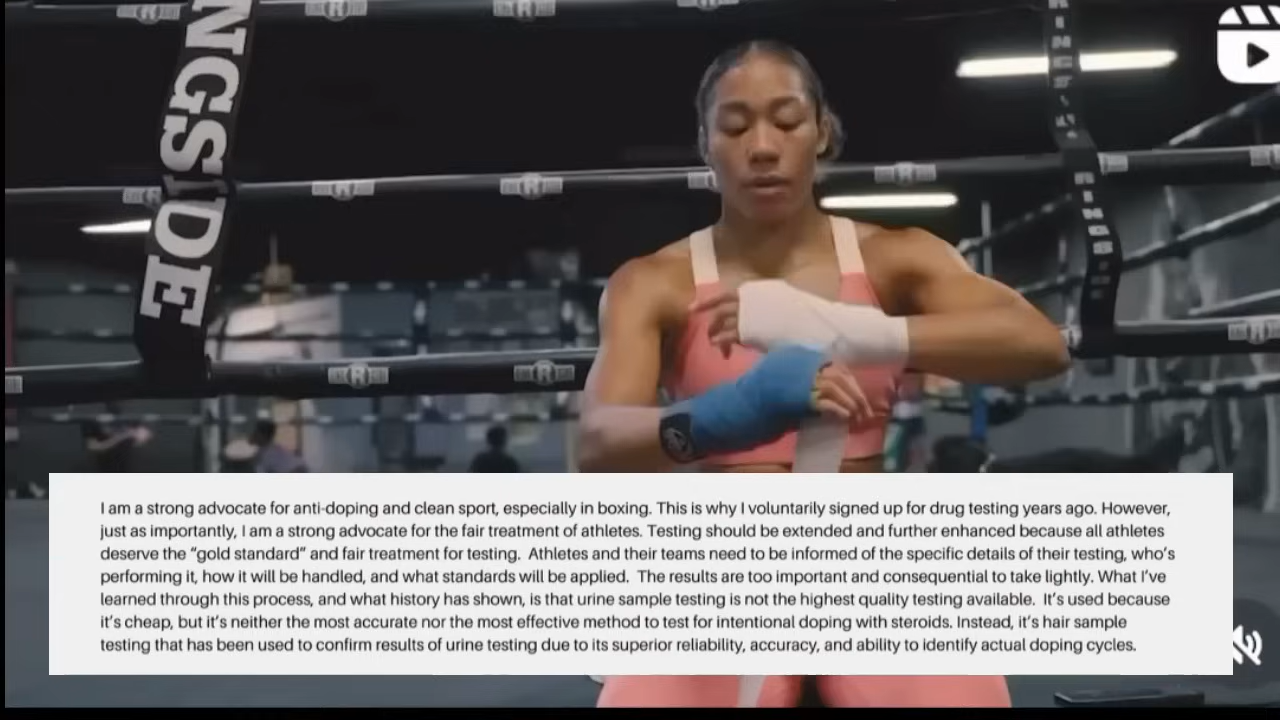 NGSIDE
RINGS
I am a strong advocate for anti-doping and clean sport, especially in boxing. This is why I voluntarily signed up for drug testing years ago. However,
just as importantly, I am a strong advocate for the fair treatment of athletes. Testing should be extended and further enhanced because all athletes
deserve the “gold standard” and fair treatment for testing.  Athletes and their teams need to be informed of the specific details of their testing, who’s
performing it, how it will be handled, and what standards will be applied.  The results are too important and consequential to take lightly. What I’ve
learned through this process, and what history has shown, is that urine sample testing is not the highest quality testing available.  It’s used because
it’s cheap, but it’s neither the most accurate nor the most effective method to test for intentional doping with steroids. Instead, it’s hair sample
testing that has been used to confirm results of urine testing due to its superior reliability, accuracy, and ability to identify actual doping cycles.